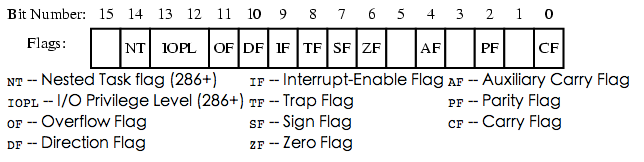 Bit Number: 15 14 13 12 11 10 9 8 7 6 5 4 3 2 1 0
Flags: NT IOPL OF DF IF TF SF ZF AF PF CF
NT -- Nested Task flag (286+) IF -- Interrupt-Enable Flag AF -- Auxiliary Carry Flag
IOPL -- I/O Privilege Level (286+) TF -- Trap Flag PF -- Parity Flag
OF -- Overflow Flag SF -- Sign Flag CF -- Carry Flag
DF -- Direction Flag ZF -- Zero Flag